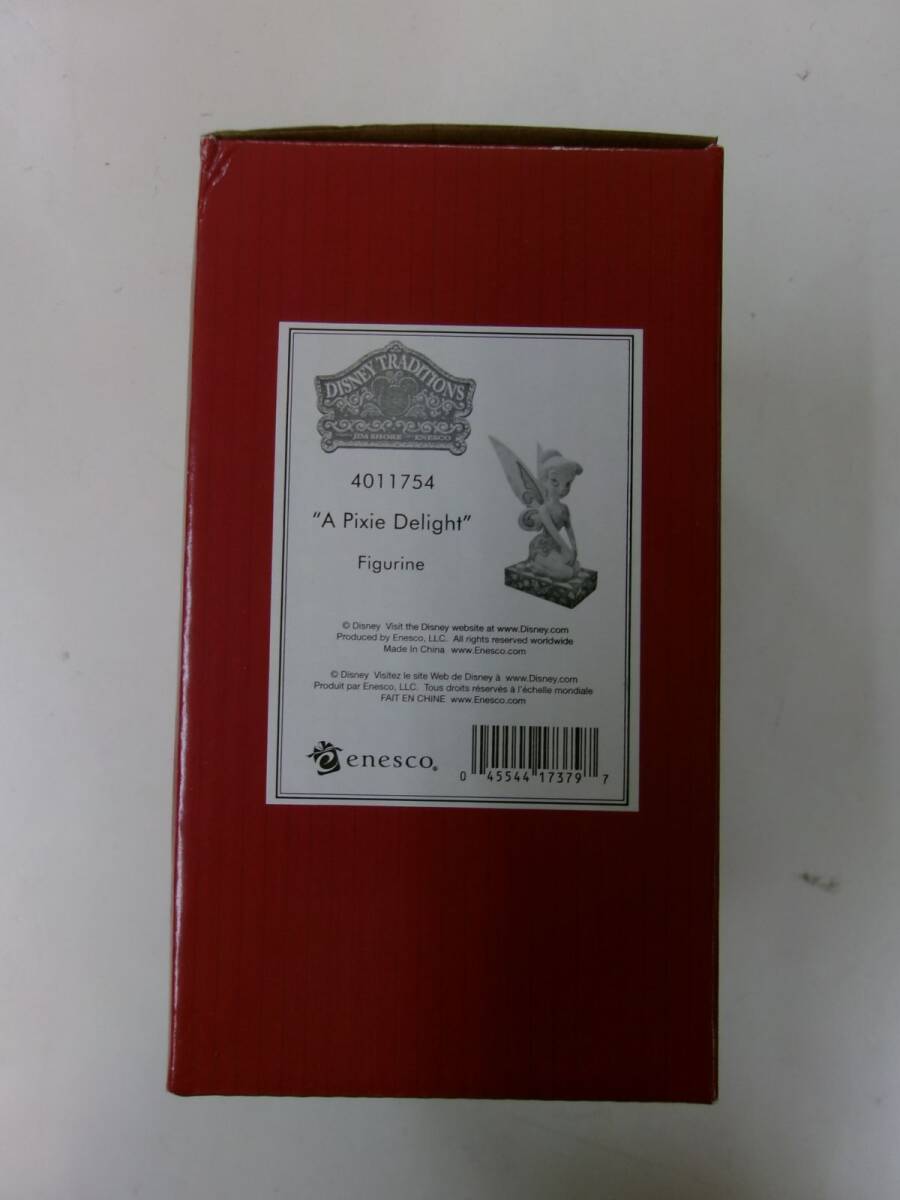 DISNEY TRADITIONS
JIM SHORE ENESCO
4011754
"A Pixie Delight"
Figurine
© Disney Visit the Disney website at www.Disney.com
Produced by Enesco, LLC. All rights reserved worldwide
Made In China www.Enesco.com
© Disney Visitez le site Web de Disney à www.Disney.com
Produit par Enesco, LLC. Tous droits réservés à l'échelle mondiale
FAIT EN CHINE www.Enesco.com
enesco®
0 45544 17379 7